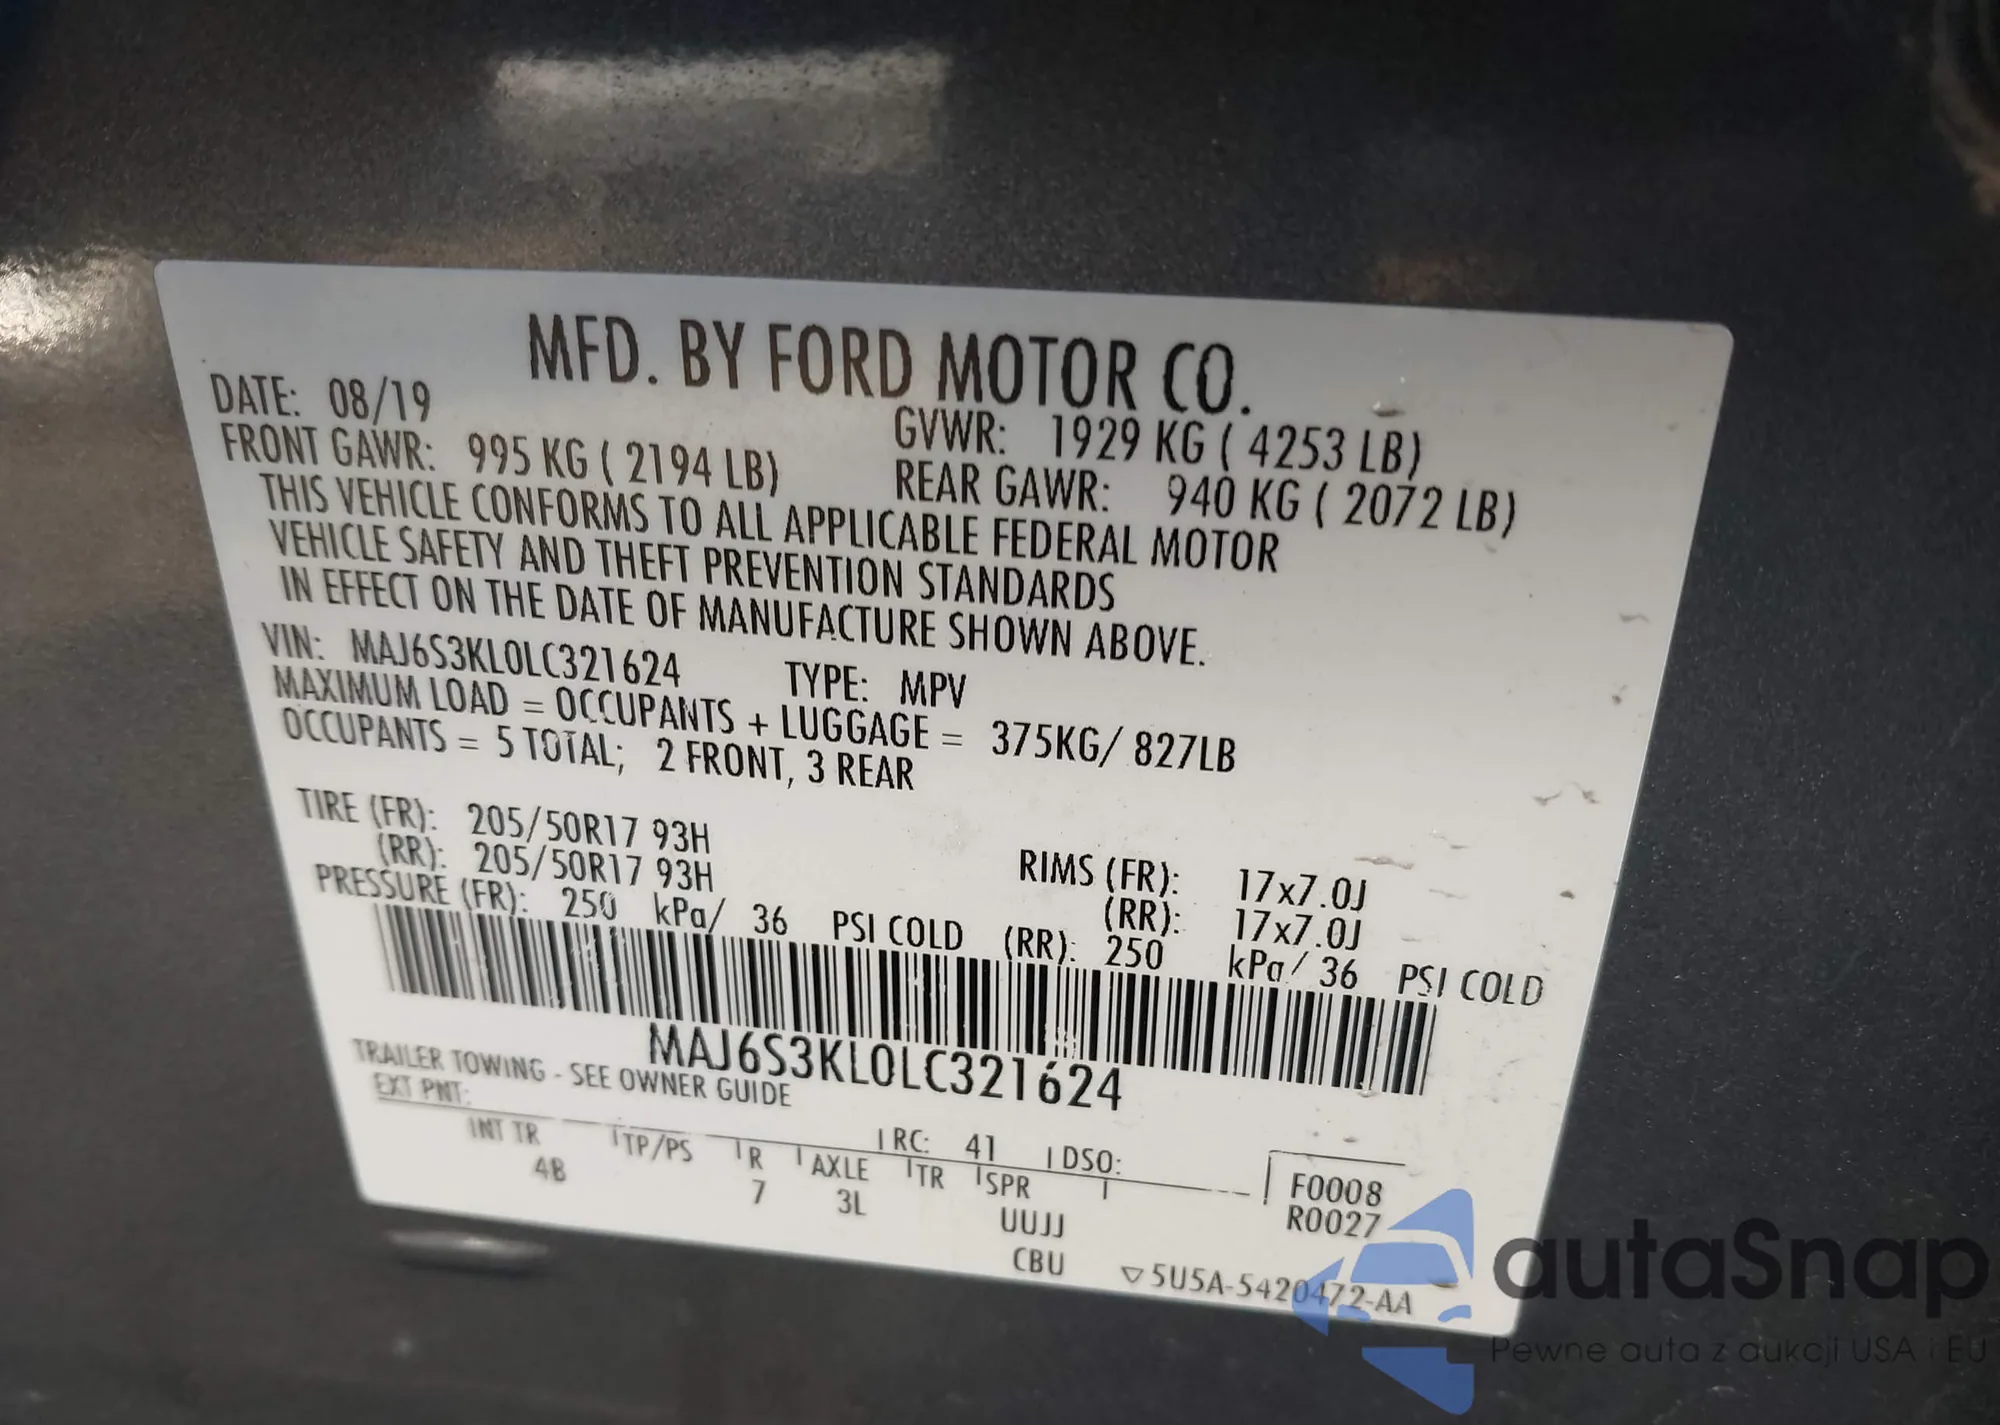 MFD. BY FORD MOTOR CO.
DATE: 08/19 GVWR: 1929 KG ( 4253 LB)
FRONT GAWR: 995 KG ( 2194 LB) REAR GAWR: 940 KG ( 2072 LB)
THIS VEHICLE CONFORMS TO ALL APPLICABLE FEDERAL MOTOR
VEHICLE SAFETY AND THEFT PREVENTION STANDARDS
IN EFFECT ON THE DATE OF MANUFACTURE SHOWN ABOVE.
VIN: MAJ6S3KL0LC321624 TYPE: MPV
MAXIMUM LOAD = OCCUPANTS + LUGGAGE = 375KG/ 827LB
OCCUPANTS = 5 TOTAL; 2 FRONT, 3 REAR
TIRE (FR): 205/50R17 93H RIMS (FR): 17x7.0J
(RR): 205/50R17 93H (RR): 17x7.0J
PRESSURE (FR): 250 kPa/ 36 PSI COLD (RR): 250 kPa/ 36 PSI COLD
MAJ6S3KL0LC321624
TRAILER TOWING - SEE OWNER GUIDE
EXT PNT: RC: 41 DSO:
INT TR TP/PS R AXLE TR SPR F0008
4B 7 3L UUJJ R0027
CBU ▽5U5A-5420472-AA
autaSnap
Pewne auta z aukcji USA i EU